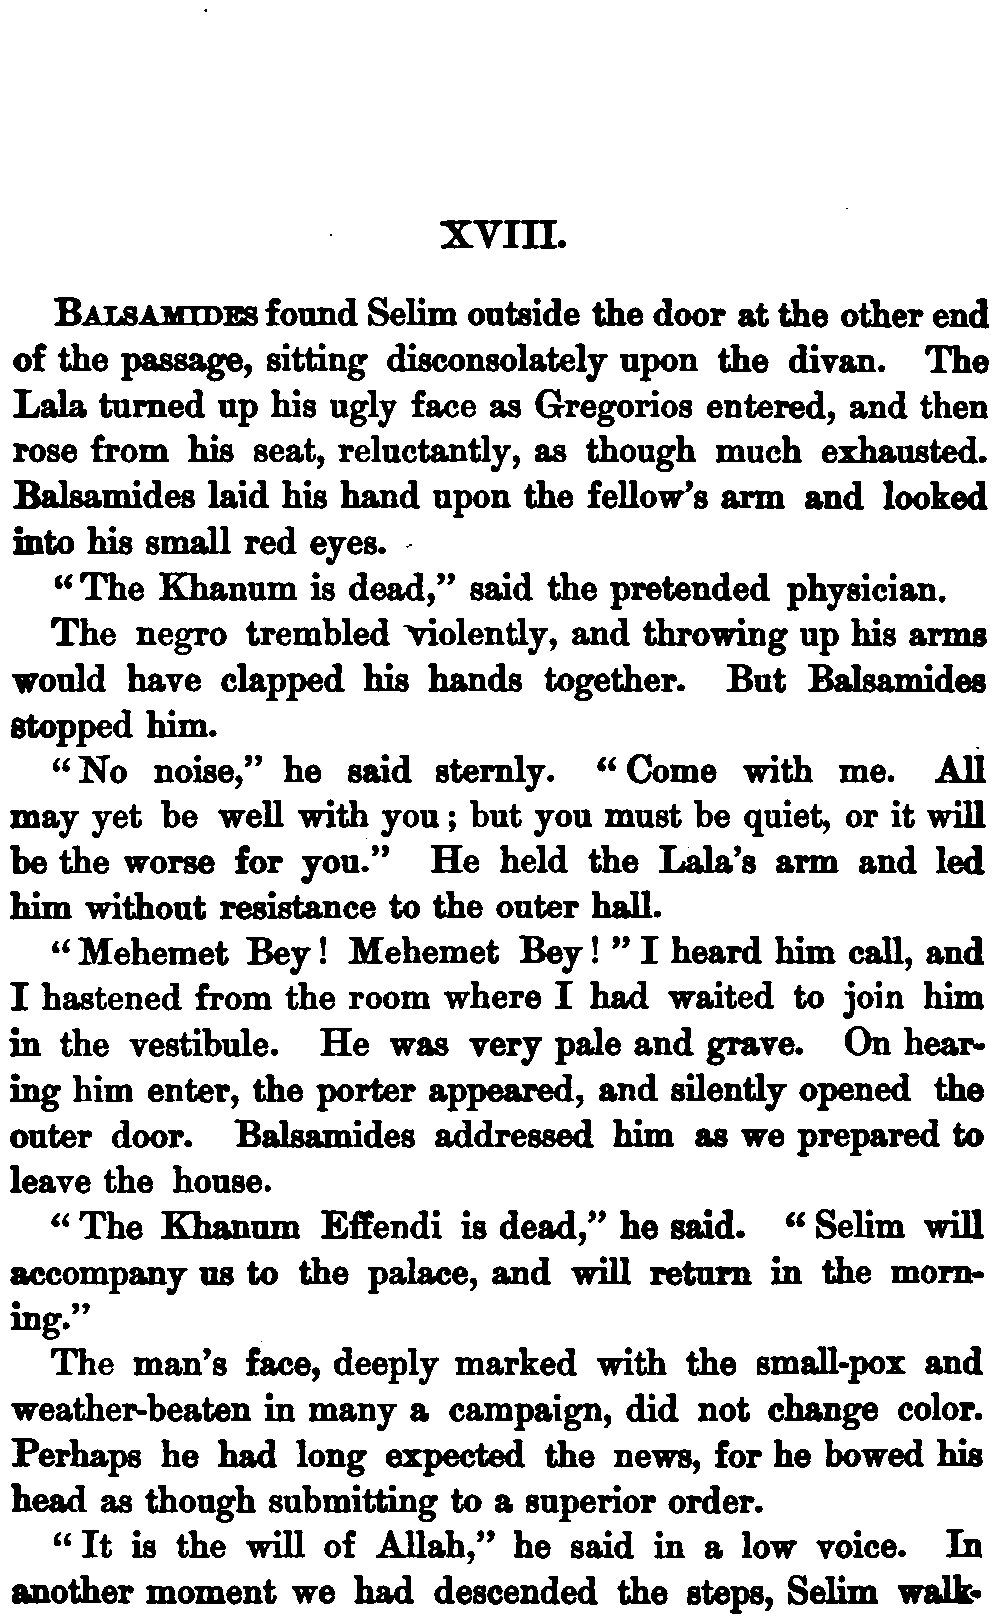 XVIII.
BALSAMIDES found Selim outside the door at the other end
of the passage, sitting disconsolately upon the divan. The
Lala turned up his ugly face as Gregorios entered, and then
rose from his seat, reluctantly, as though much exhausted.
Balsamides laid his hand upon the fellow's arm and looked
into his small red eyes.
"The Khanum is dead," said the pretended physician.
The negro trembled violently, and throwing up his arms
would have clapped his hands together. But Balsamides
stopped him.
"No noise," he said sternly. "Come with me. All
may yet be well with you; but you must be quiet, or it will
be the worse for you." He held the Lala's arm and led
him without resistance to the outer hall.
"Mehemet Bey! Mehemet Bey!" I heard him call, and
I hastened from the room where I had waited to join him
in the vestibule. He was very pale and grave. On hear-
ing him enter, the porter appeared, and silently opened the
outer door. Balsamides addressed him as we prepared to
leave the house.
"The Khanum Effendi is dead," he said. "Selim will
accompany us to the palace, and will return in the morn-
ing."
The man's face, deeply marked with the small-pox and
weather-beaten in many a campaign, did not change color.
Perhaps he had long expected the news, for he bowed his
head as though submitting to a superior order.
"It is the will of Allah," he said in a low voice. In
another moment we had descended the steps, Selim walk-